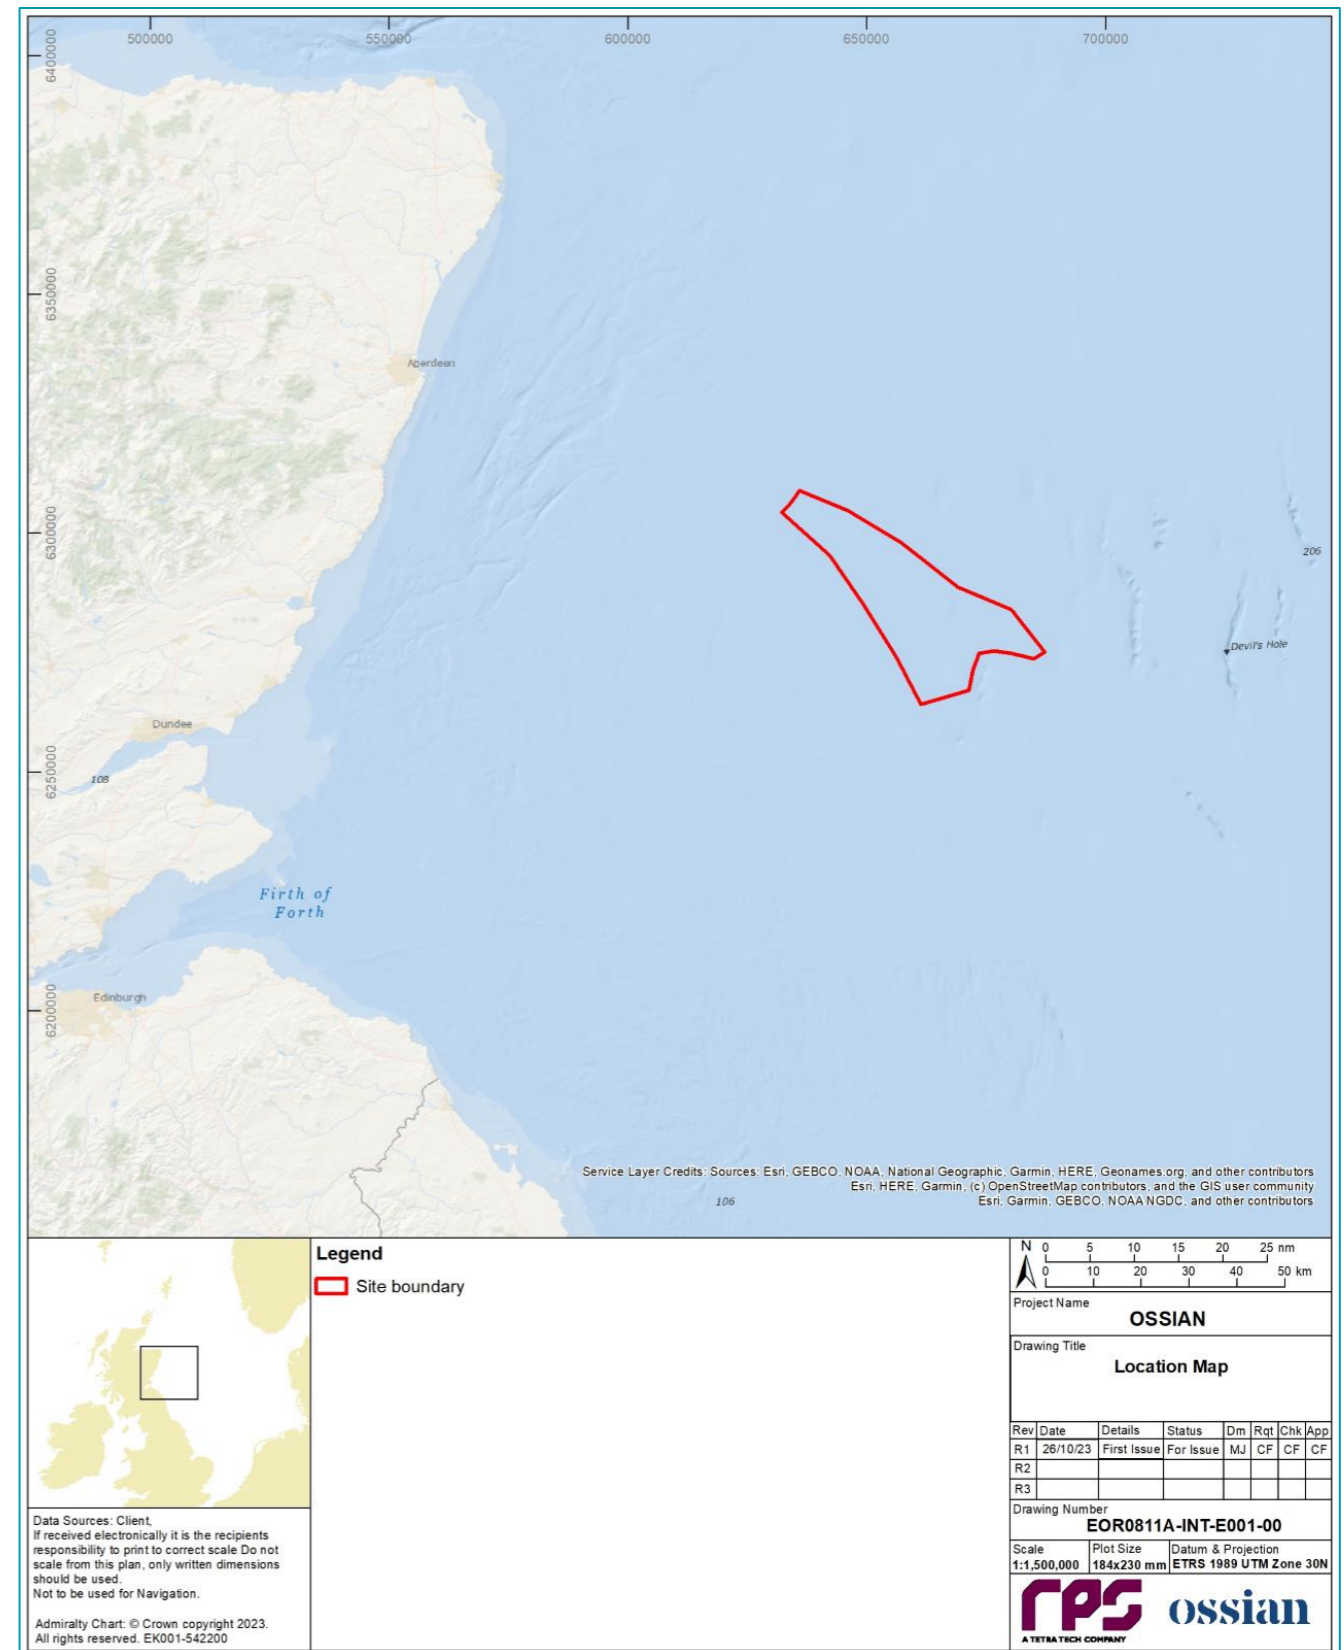 500000 550000 600000 650000 700000
6400000
6350000
Aberdeen
6300000
206
Devil's Hole
Dundee
6250000
108
Firth of
Forth
6200000
Edinburgh
Service Layer Credits: Sources: Esri, GEBCO, NOAA, National Geographic, Garmin, HERE, Geonames.org, and other contributors
Esri, HERE, Garmin, (c) OpenStreetMap contributors, and the GIS user community
Esri, Garmin, GEBCO, NOAA NGDC, and other contributors
106
Legend
Site boundary
N 0 5 10 15 20 25 nm
0 10 20 30 40 50 km
Project Name
OSSIAN
Drawing Title
Location Map
Rev Date Details Status Dm Rqt Chk App
R1 26/10/23 First Issue For Issue MJ CF CF CF
R2
R3
Drawing Number
EOR0811A-INT-E001-00
Scale Plot Size Datum & Projection
1:1,500,000 184x230 mm ETRS 1989 UTM Zone 30N
rps ossian
A TETRA TECH COMPANY
Data Sources: Client,
If received electronically it is the recipients
responsibility to print to correct scale Do not
scale from this plan, only written dimensions
should be used.
Not to be used for Navigation.
Admiralty Chart: © Crown copyright 2023.
All rights reserved. EK001-542200